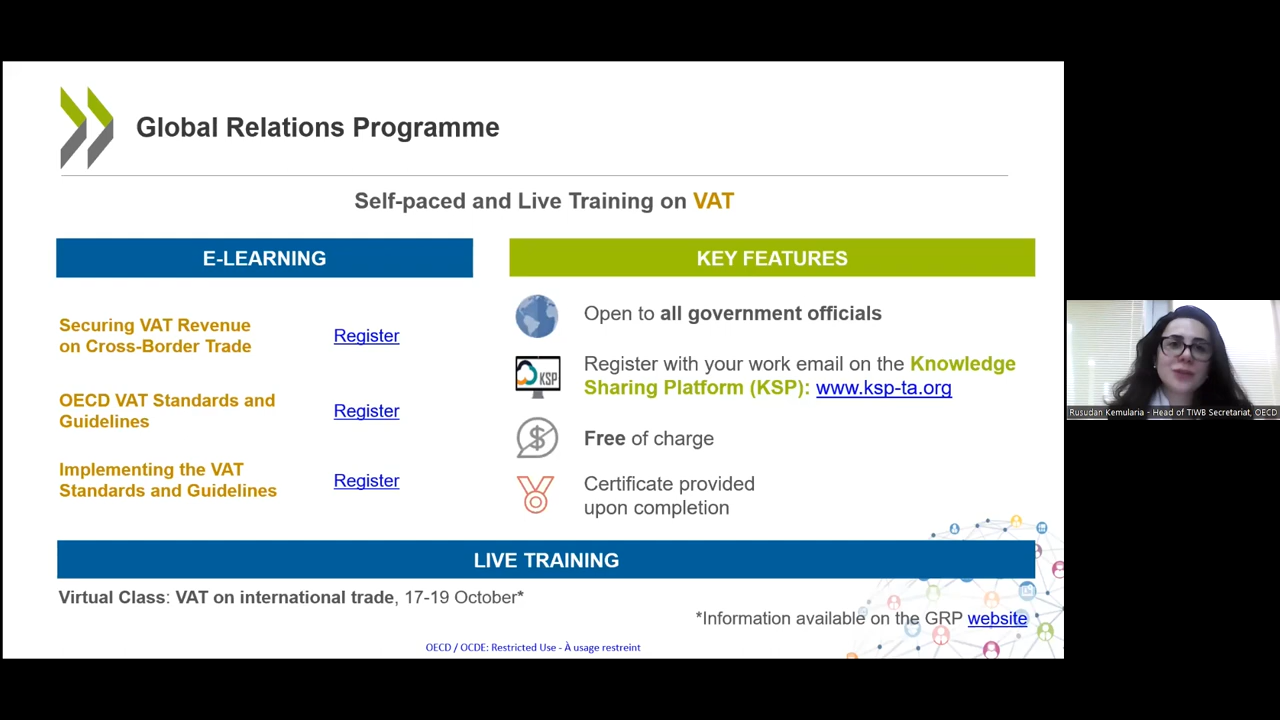 Global Relations Programme
Self-paced and Live Training on VAT
E-LEARNING
Securing VAT Revenue
on Cross-Border Trade
Register
OECD VAT Standards and
Guidelines
Register
Implementing the VAT
Standards and Guidelines
Register
KEY FEATURES
Open to all government officials
KSP
Register with your work email on the Knowledge
Sharing Platform (KSP): www.ksp-ta.org
Free of charge
Certificate provided
upon completion
LIVE TRAINING
Virtual Class: VAT on international trade, 17-19 October*
*Information available on the GRP website
OECD / OCDE: Restricted Use - À usage restreint
Rusudan Kemularia - Head of TIWB Secretariat, OECD